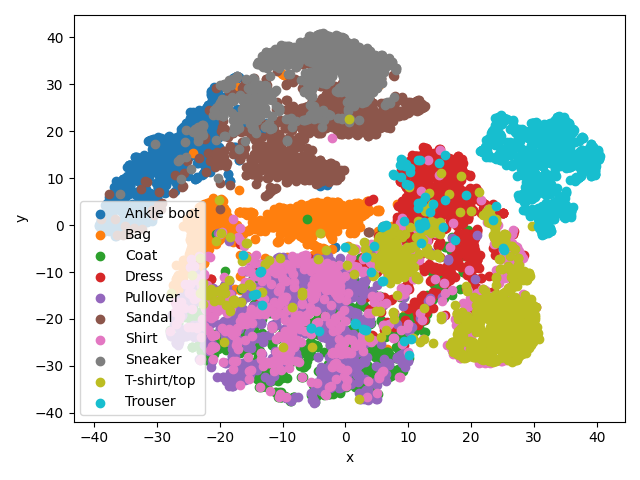 40
30
20
10
0
−10
−20
−30
−40
y
Ankle boot
Bag
Coat
Dress
Pullover
Sandal
Shirt
Sneaker
T-shirt/top
Trouser
−40 −30 −20 −10 0 10 20 30 40
x